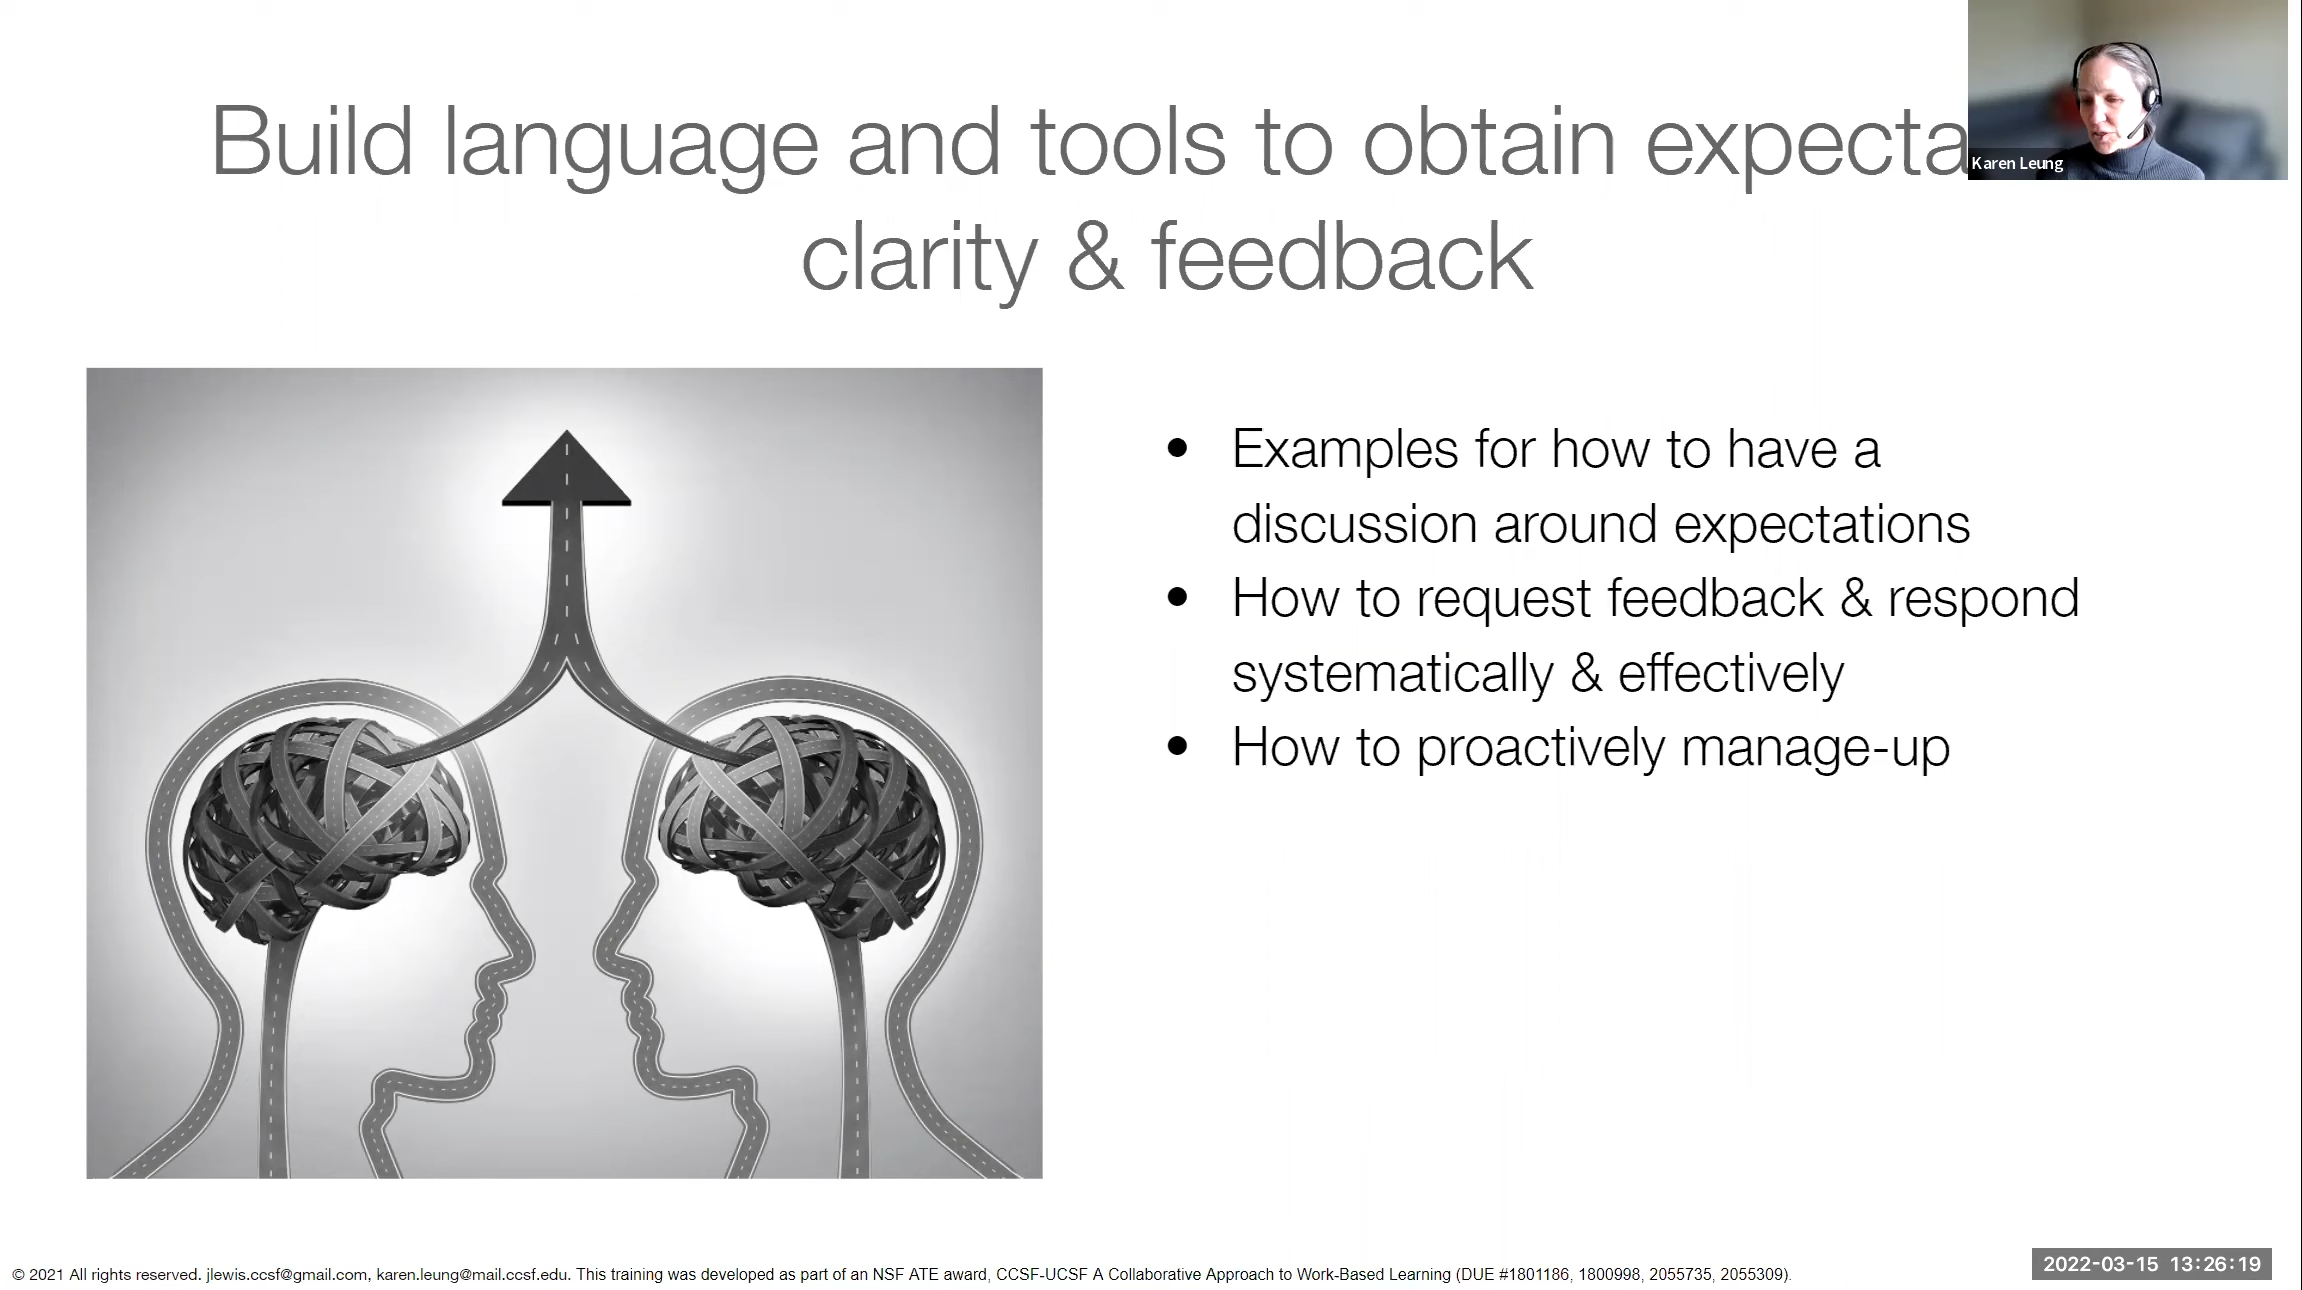 Build language and tools to obtain expecta
clarity & feedback
Karen Leung
● Examples for how to have a
discussion around expectations
● How to request feedback & respond
systematically & effectively
● How to proactively manage-up
© 2021 All rights reserved. jlewis.ccsf@gmail.com, karen.leung@mail.ccsf.edu. This training was developed as part of an NSF ATE award, CCSF-UCSF A Collaborative Approach to Work-Based Learning (DUE #1801186, 1800998, 2055735, 2055309).
2022-03-15 13:26:19